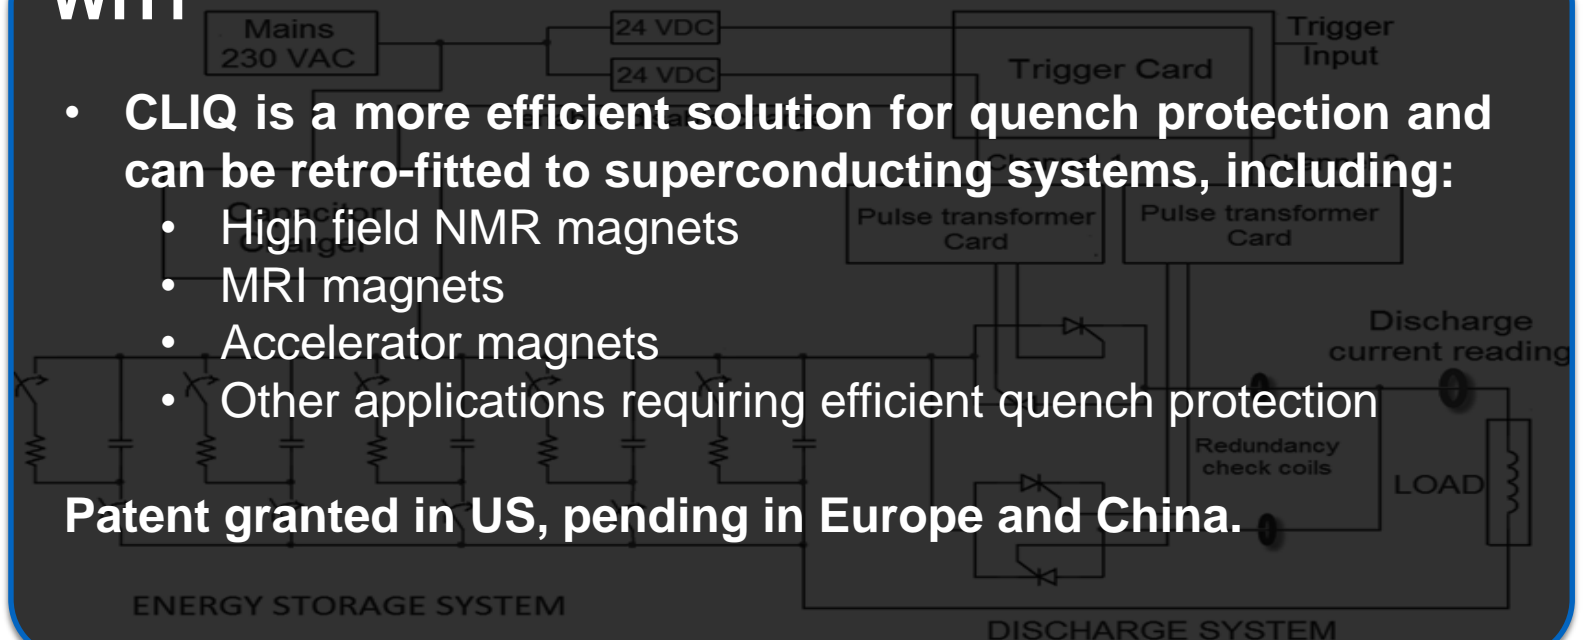 WHY
Mains
230 VAC
24 VDC
24 VDC
Trigger Card
Trigger
Input
• CLIQ is a more efficient solution for quench protection and
can be retro-fitted to superconducting systems, including:
Capacitor
Charger
Pulse transformer
Card
Pulse transformer
Card
• High field NMR magnets
• MRI magnets
• Accelerator magnets
• Other applications requiring efficient quench protection
Discharge
current reading
Redundancy
check coils
LOAD
Patent granted in US, pending in Europe and China.
ENERGY STORAGE SYSTEM
DISCHARGE SYSTEM